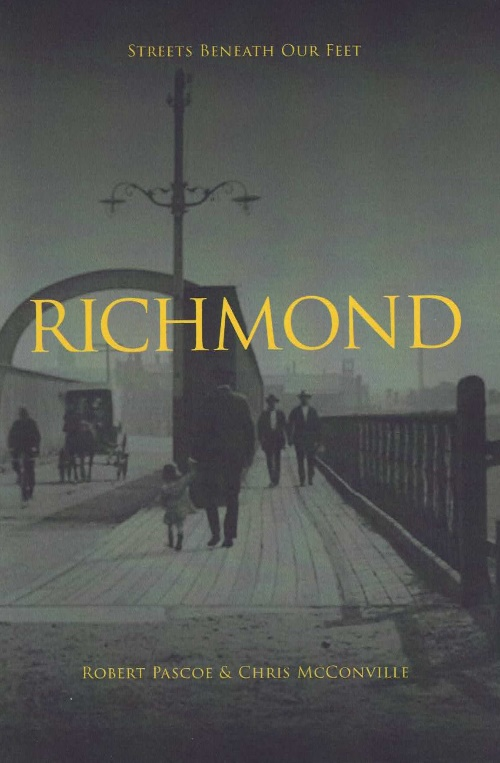 STREETS BENEATH OUR FEET
RICHMOND
ROBERT PASCOE & CHRIS MCCONVILLE